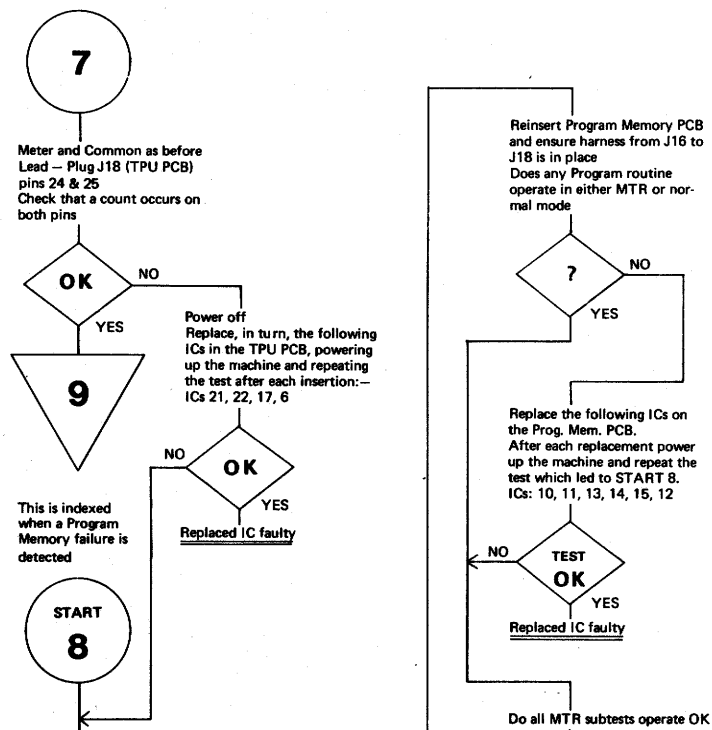 7
Meter and Common as before
Lead — Plug J18 (TPU PCB)
pins 24 & 25
Check that a count occurs on
both pins
OK
NO
YES
9
Power off
Replace, in turn, the following
ICs in the TPU PCB, powering
up the machine and repeating
the test after each insertion:—
ICs 21, 22, 17, 6
NO
OK
YES
Replaced IC faulty
This is indexed
when a Program
Memory failure is
detected
START
8
Reinsert Program Memory PCB
and ensure harness from J16 to
J18 is in place
Does any Program routine
operate in either MTR or nor-
mal mode
?
NO
YES
Replace the following ICs on
the Prog. Mem. PCB.
After each replacement power
up the machine and repeat the
test which led to START 8.
ICs: 10, 11, 13, 14, 15, 12
NO
TEST
OK
YES
Replaced IC faulty
Do all MTR subtests operate OK